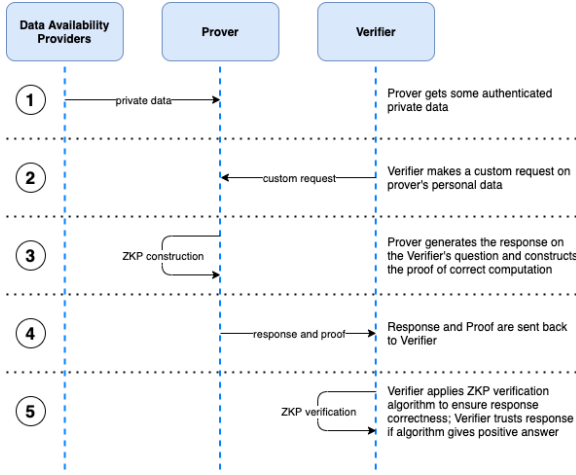 Data Availability
Providers
Prover
Verifier
1
private data
Prover gets some authenticated
private data
2
custom request
Verifier makes a custom request on
prover's personal data
3
ZKP construction
Prover generates the response on
the Verifier's question and constructs
the proof of correct computation
4
response and proof
Response and Proof are sent back
to Verifier
5
ZKP verification
Verifier applies ZKP verification
algorithm to ensure response
correctness; Verifier trusts response
if algorithm gives positive answer